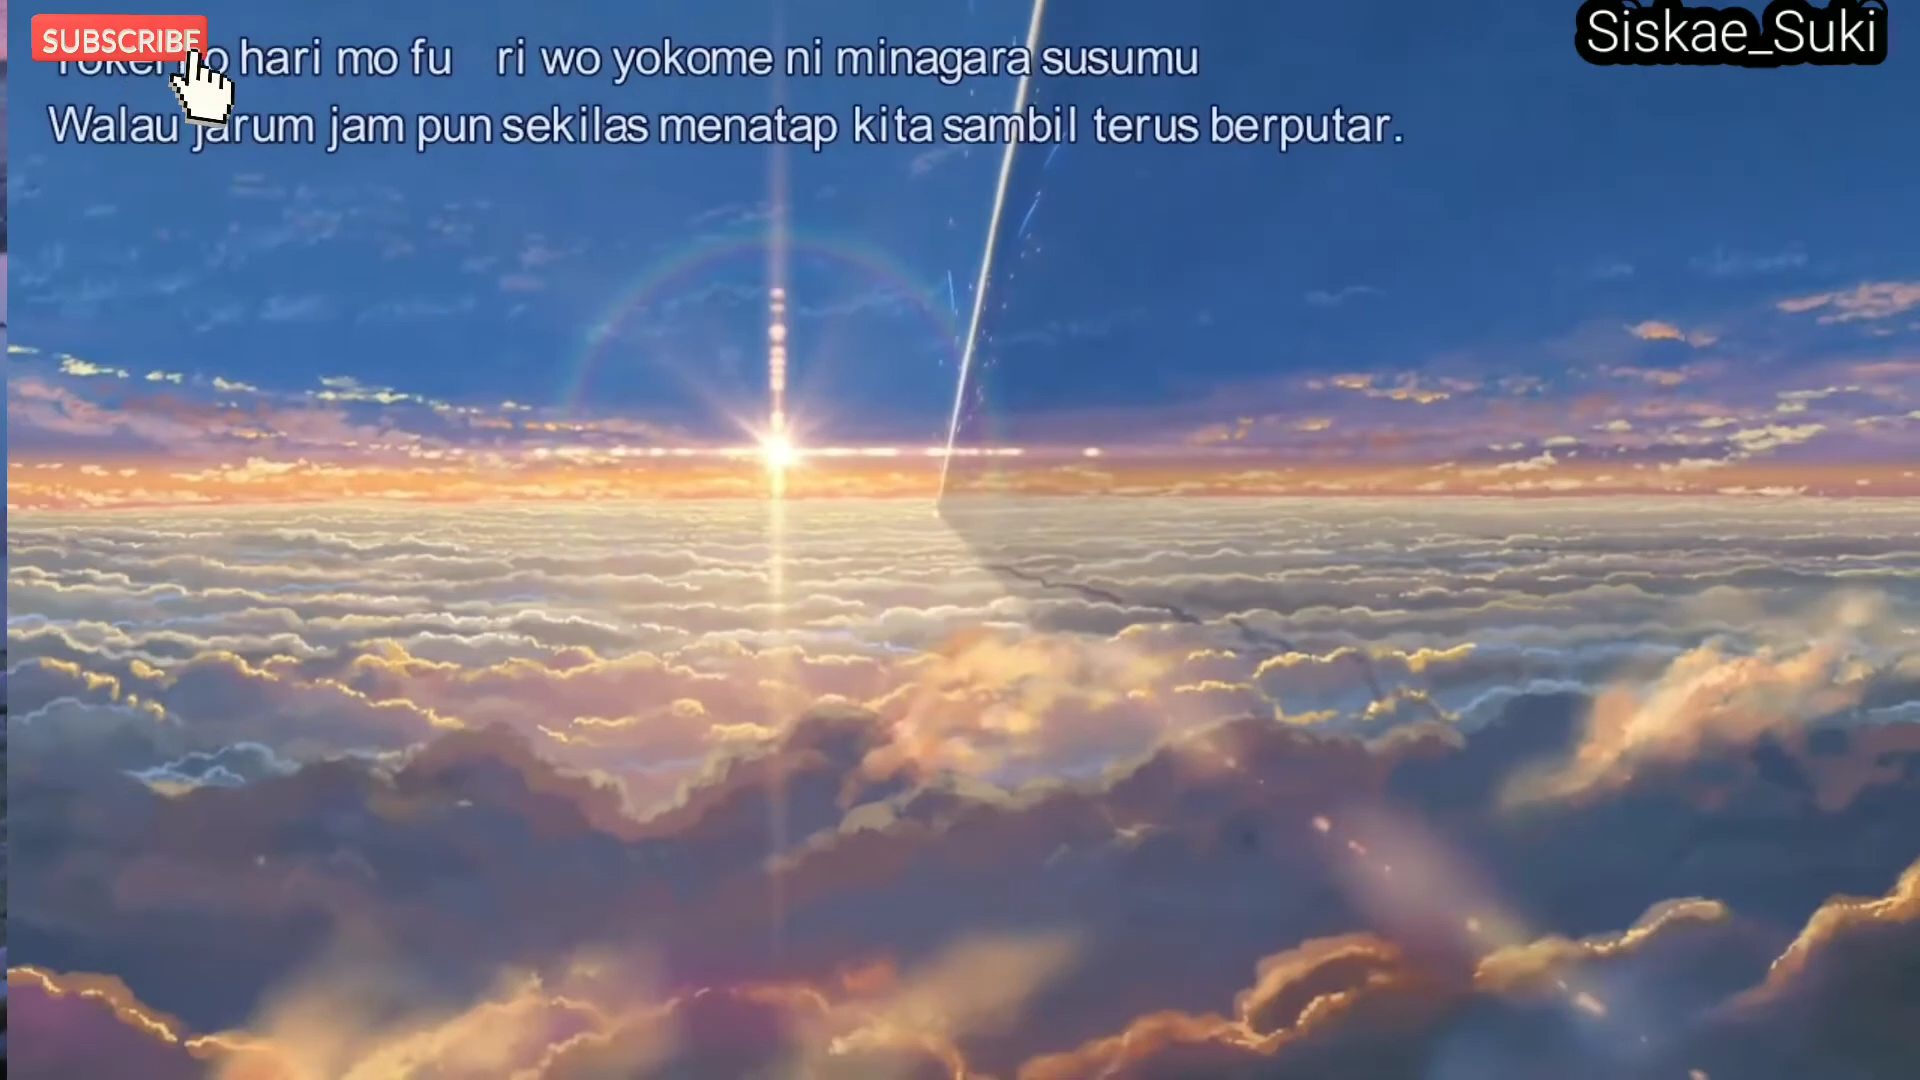 SUBSCRIBE
Siskae_Suki
hari mo fu ri wo yokome ni minagara susumu
Walau jarum jam pun sekilas menatap kita sambil terus berputar.